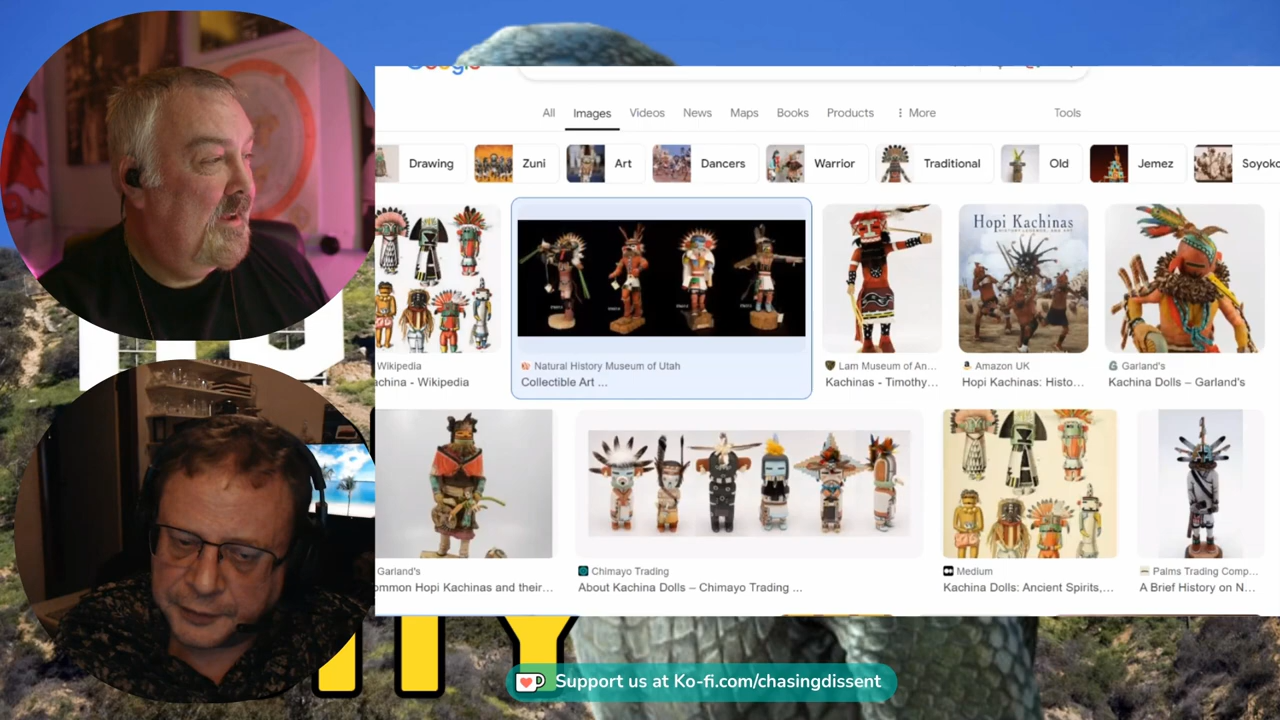 Google
All Images Videos News Maps Books Products More Tools
Drawing Zuni Art Dancers Warrior Traditional Old Jemez Soyoko
Hopi Kachinas
Wikipedia
achina - Wikipedia
Natural History Museum of Utah
Collectible Art ...
Lam Museum of An...
Kachinas - Timothy...
Amazon UK
Hopi Kachinas: Histo...
Garland's
Kachina Dolls – Garland's
Garland's
ommon Hopi Kachinas and their...
Chimayo Trading
About Kachina Dolls – Chimayo Trading ...
Medium
Kachina Dolls: Ancient Spirits,...
Palms Trading Comp...
A Brief History on N...
Support us at Ko-fi.com/chasingdissent